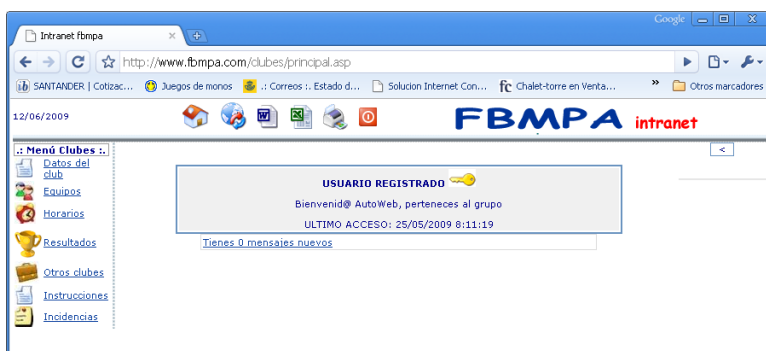 Google
Intranet fbmpa
http://www.fbmpa.com/clubes/principal.asp
SANTANDER | Cotizac...
Juegos de monos
.: Correos :. Estado d...
Solucion Internet Con...
fc Chalet-torre en Venta...
»
Otros marcadores
12/06/2009
FBMPA intranet
.: Menú Clubes :.
<
Datos del
club
Equipos
Horarios
Resultados
Otros clubes
Instrucciones
Incidencias
USUARIO REGISTRADO
Bienvenid@ AutoWeb, perteneces al grupo
ULTIMO ACCESO: 25/05/2009 8:11:19
Tienes 0 mensajes nuevos